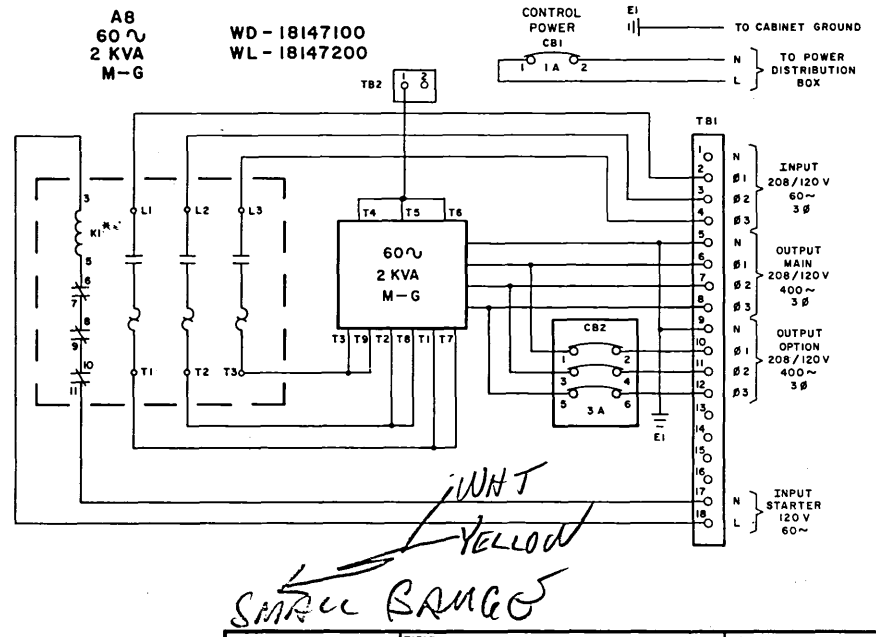 A8
60~
2 KVA
M-G
WD-18147100
WL-18147200
CONTROL
POWER
CB1
1 1A 2
E1
TO CABINET GROUND
N
L
TO POWER
DISTRIBUTION
BOX
TB2
1 2
TB1
1 N
2 Ø1
3 Ø2
4 Ø3
INPUT
208/120V
60~
3Ø
5 N
6 Ø1
7 Ø2
8 Ø3
OUTPUT
MAIN
208/120V
400~
3Ø
9 N
10 Ø1
11 Ø2
12 Ø3
OUTPUT
OPTION
208/120V
400~
3Ø
13
14
15
16
17 N
18 L
INPUT
STARTER
120V
60~
3
K1
5
6
7
8
9
10
11
L1 L2 L3
T1 T2 T3
T4 T5 T6
60~
2 KVA
M-G
T3 T9 T2 T8 T1 T7
CB2
1 2
3 4
5 6
3A
E1
WHT
YELLOW
SMALL